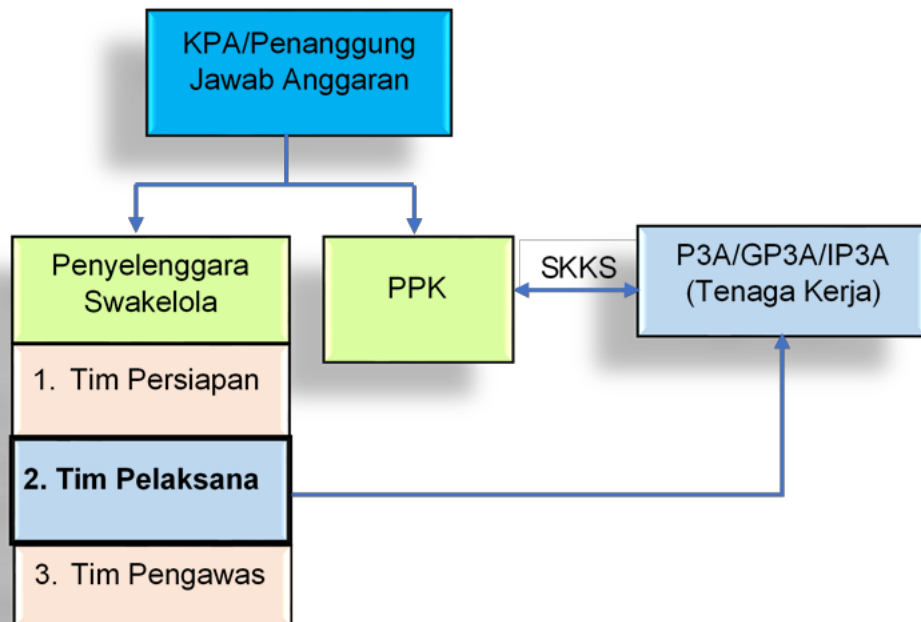 KPA/Penanggung
Jawab Anggaran
Penyelenggara
Swakelola
PPK
SKKS
P3A/GP3A/IP3A
(Tenaga Kerja)
1. Tim Persiapan
2. Tim Pelaksana
3. Tim Pengawas